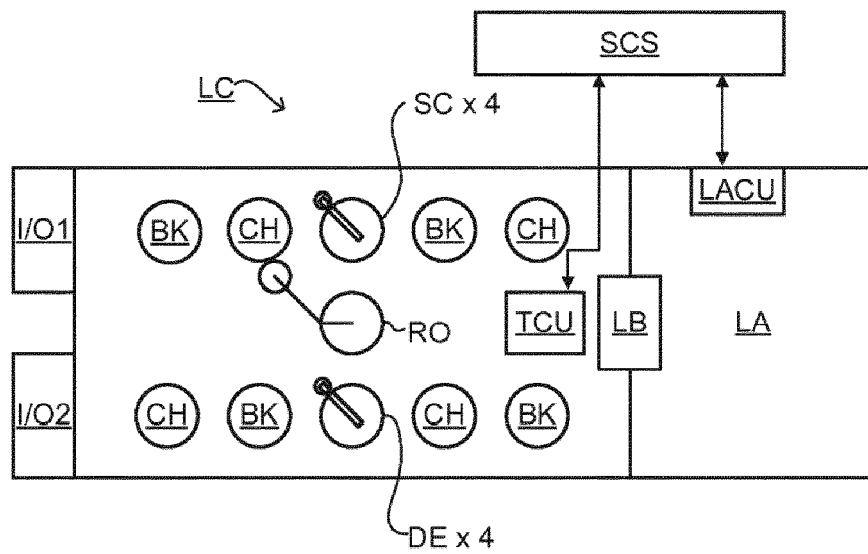 SCS
LC
SC x 4
LACU
I/O1
BK
CH
BK
CH
RO
TCU
LB
LA
I/O2
CH
BK
CH
BK
DE x 4